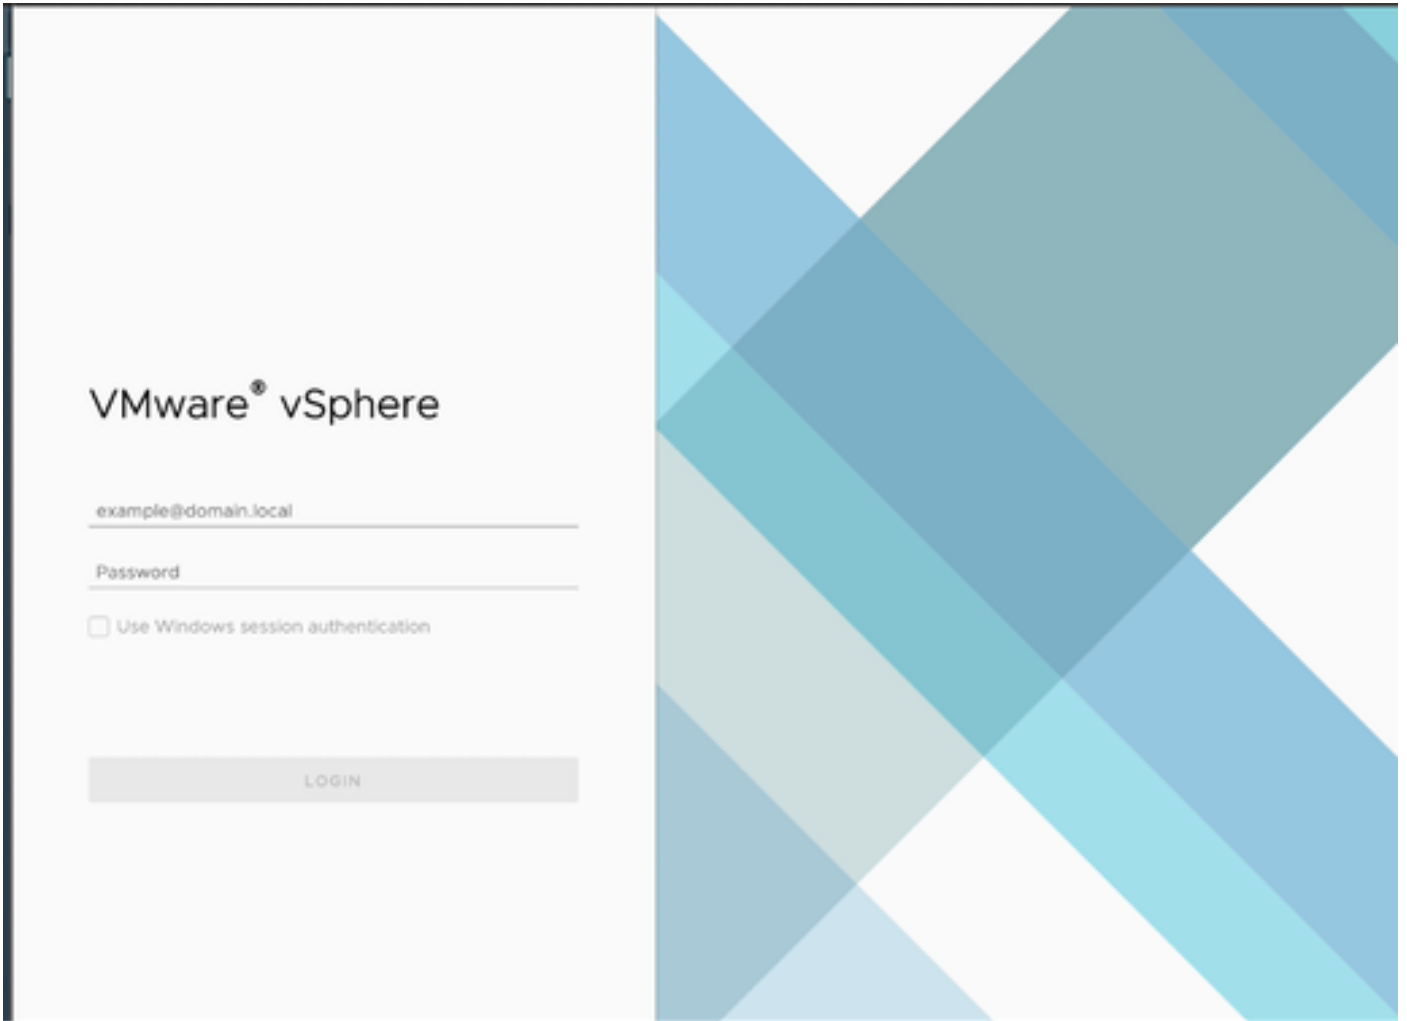 VMware® vSphere
example@domain.local
Password
Use Windows session authentication
LOGIN